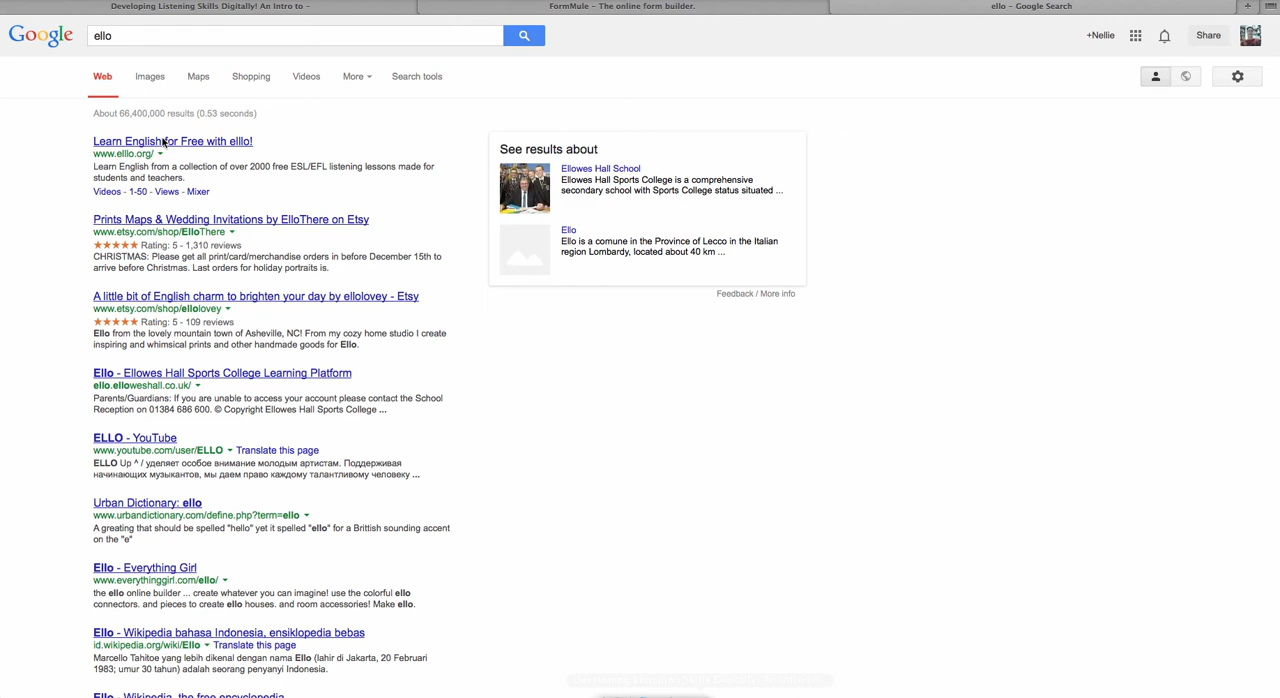 Developing Listening Skills Digitally! An Intro to -
FormMule - The online form builder.
ello - Google Search
Google
ello
+Nellie
Share
Web
Images
Maps
Shopping
Videos
More
Search tools
About 66,400,000 results (0.53 seconds)
Learn English for Free with elllo!
www.elllo.org/
Learn English from a collection of over 2000 free ESL/EFL listening lessons made for
students and teachers.
Videos - 1-50 - Views - Mixer
Prints Maps & Wedding Invitations by ElloThere on Etsy
www.etsy.com/shop/ElloThere
Rating: 5 - 1,310 reviews
CHRISTMAS: Please get all print/card/merchandise orders in before December 15th to
arrive before Christmas. Last orders for holiday portraits is.
A little bit of English charm to brighten your day by ellolovey - Etsy
www.etsy.com/shop/ellolovey
Rating: 5 - 109 reviews
Ello from the lovely mountain town of Asheville, NC! From my cozy home studio I create
inspiring and whimsical prints and other handmade goods for Ello.
Ello - Ellowes Hall Sports College Learning Platform
ello.elloweshall.co.uk/
Parents/Guardians: If you are unable to access your account please contact the School
Reception on 01384 686 600. © Copyright Ellowes Hall Sports College ...
ELLO - YouTube
www.youtube.com/user/ELLO Translate this page
ELLO Up ^ / уделяет особое внимание молодым артистам. Поддерживая
начинающих музыкантов, мы даем право каждому талантливому человеку ...
Urban Dictionary: ello
www.urbandictionary.com/define.php?term=ello
A greating that should be spelled "hello" yet it spelled "ello" for a Brittish sounding accent
on the "e"
Ello - Everything Girl
www.everythinggirl.com/ello/
the ello online builder ... create whatever you can imagine! use the colorful ello
connectors. and pieces to create ello houses. and room accessories! Make ello.
Ello - Wikipedia bahasa Indonesia, ensiklopedia bebas
id.wikipedia.org/wiki/Ello Translate this page
Marcello Tahitoe yang lebih dikenal dengan nama Ello (lahir di Jakarta, 20 Februari
1983; umur 30 tahun) adalah seorang penyanyi Indonesia.
Ello - Wikipedia, the free encyclopedia
See results about
Ellowes Hall School
Ellowes Hall Sports College is a comprehensive
secondary school with Sports College status situated ...
Ello
Ello is a comune in the Province of Lecco in the Italian
region Lombardy, located about 40 km ...
Feedback / More info